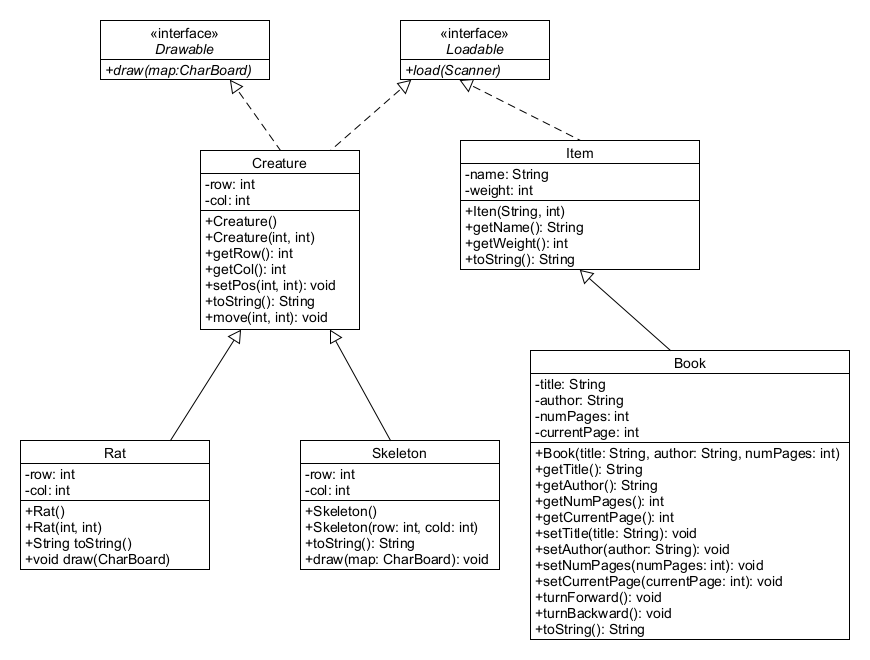 «interface»
Drawable
+draw(map:CharBoard)
«interface»
Loadable
+load(Scanner)
Creature
-row: int
-col: int
+Creature()
+Creature(int, int)
+getRow(): int
+getCol(): int
+setPos(int, int): void
+toString(): String
+move(int, int): void
Item
-name: String
-weight: int
+Iten(String, int)
+getName(): String
+getWeight(): int
+toString(): String
Rat
-row: int
-col: int
+Rat()
+Rat(int, int)
+String toString()
+void draw(CharBoard)
Skeleton
-row: int
-col: int
+Skeleton()
+Skeleton(row: int, cold: int)
+toString(): String
+draw(map: CharBoard): void
Book
-title: String
-author: String
-numPages: int
-currentPage: int
+Book(title: String, author: String, numPages: int)
+getTitle(): String
+getAuthor(): String
+getNumPages(): int
+getCurrentPage(): int
+setTitle(title: String): void
+setAuthor(author: String): void
+setNumPages(numPages: int): void
+setCurrentPage(currentPage: int): void
+turnForward(): void
+turnBackward(): void
+toString(): String